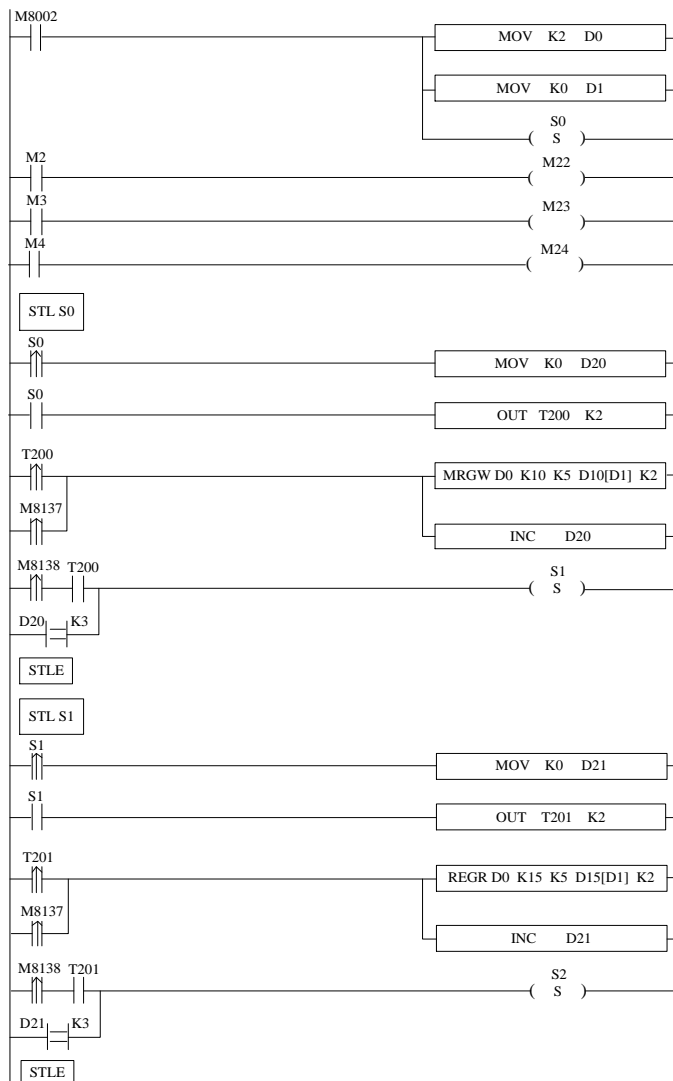 M8002
MOV K2 D0
MOV K0 D1
S0
( S )
M2
M22
( )
M3
M23
( )
M4
M24
( )
STL S0
S0
MOV K0 D20
S0
OUT T200 K2
T200
MRGW D0 K10 K5 D10[D1] K2
M8137
INC D20
M8138 T200
S1
( S )
D20 K3
STLE
STL S1
S1
MOV K0 D21
S1
OUT T201 K2
T201
REGR D0 K15 K5 D15[D1] K2
M8137
INC D21
M8138 T201
S2
( S )
D21 K3
STLE